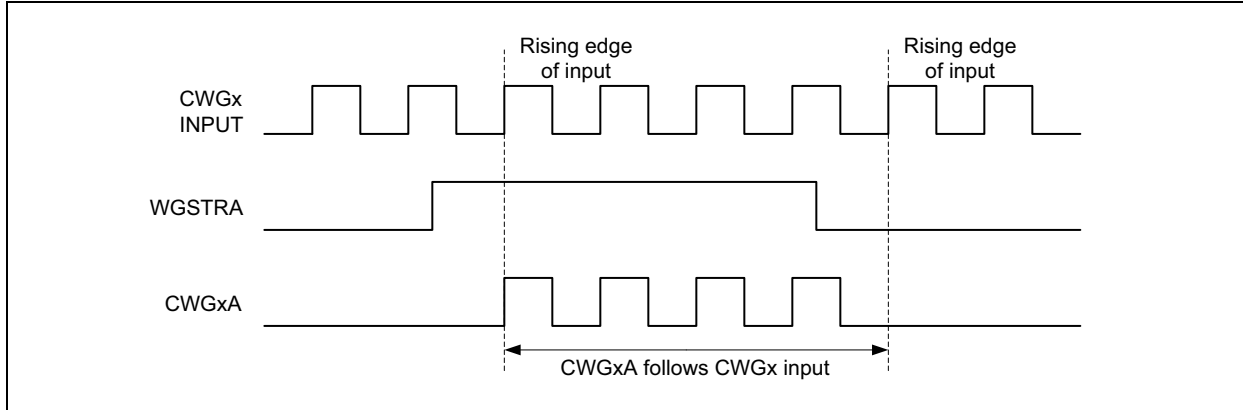 Rising edge
of input
Rising edge
of input
CWGx
INPUT
WGSTRA
CWGxA
CWGxA follows CWGx input